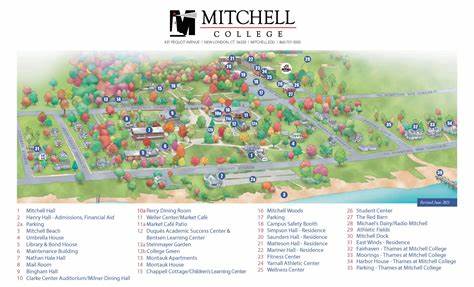 MITCHELL
COLLEGE
437 PEQUOT AVENUE | NEW LONDON, CT 06320 | MITCHELL.EDU | 860-701-5000
Revised June 2021
1 Mitchell Hall
2 Henry Hall - Admissions, Financial Aid
2a Parking
3 Mitchell Beach
4 Umbrella House
5 Library & Bond House
6 Maintenance Building
7 Nathan Hale Hall
8 Mail Room
9 Bingham Hall
10 Clarke Center Auditorium/Milner Dining Hall
10a Percy Dining Room
11 Weller Center/Market Café
11a Market Café Patio
12 Duquès Academic Success Center &
Bentsen Learning Center
12a Steinmayer Garden
12b College Green
13 Montauk Apartments
14 Montauk House
15 Chappell Cottage/Children's Learning Center
16 Mitchell Woods
17 Parking
18 Campus Safety Booth
19 Simpson Hall - Residence
20 Saunders Hall - Residence
21 Matteson Hall - Residence
22 Mariner Hall - Residence
23 Fitness Center
24 Yarnall Athletic Center
25 Wellness Center
26 Student Center
27 The Red Barn
28 Michael's Dairy/Radio Mitchell
29 Athletic Fields
30 Mitchell Dock
31 East Winds - Residence
32 Fairhaven - Thames at Mitchell College
33 Moorings - Thames at Mitchell College
34 Harbor House - Thames at Mitchell College
35 Parking - Thames at Mitchell College